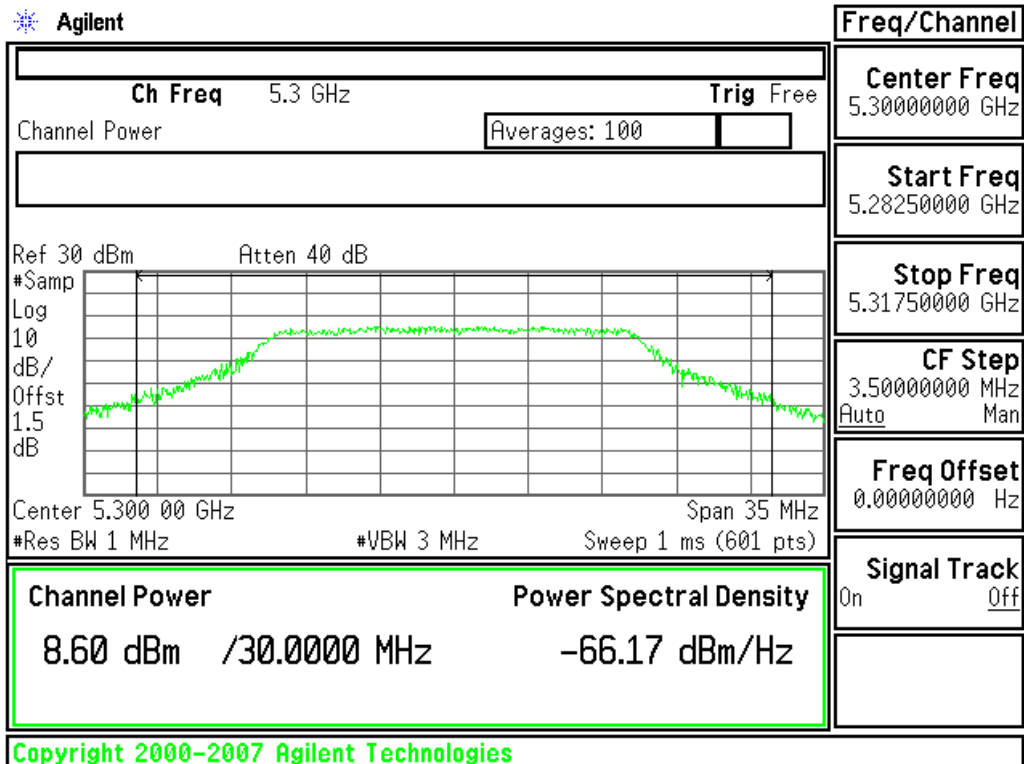 Agilent
Freq/Channel
Ch Freq 5.3 GHz Trig Free
Channel Power Averages: 100
Ref 30 dBm Atten 40 dB
#Samp
Log
10
dB/
Offst
1.5
dB
Center 5.300 00 GHz Span 35 MHz
#Res BW 1 MHz #VBW 3 MHz Sweep 1 ms (601 pts)
Channel Power Power Spectral Density
8.60 dBm /30.0000 MHz -66.17 dBm/Hz
Center Freq
5.30000000 GHz
Start Freq
5.28250000 GHz
Stop Freq
5.31750000 GHz
CF Step
3.50000000 MHz
Auto Man
Freq Offset
0.00000000 Hz
Signal Track
On Off
Copyright 2000-2007 Agilent Technologies